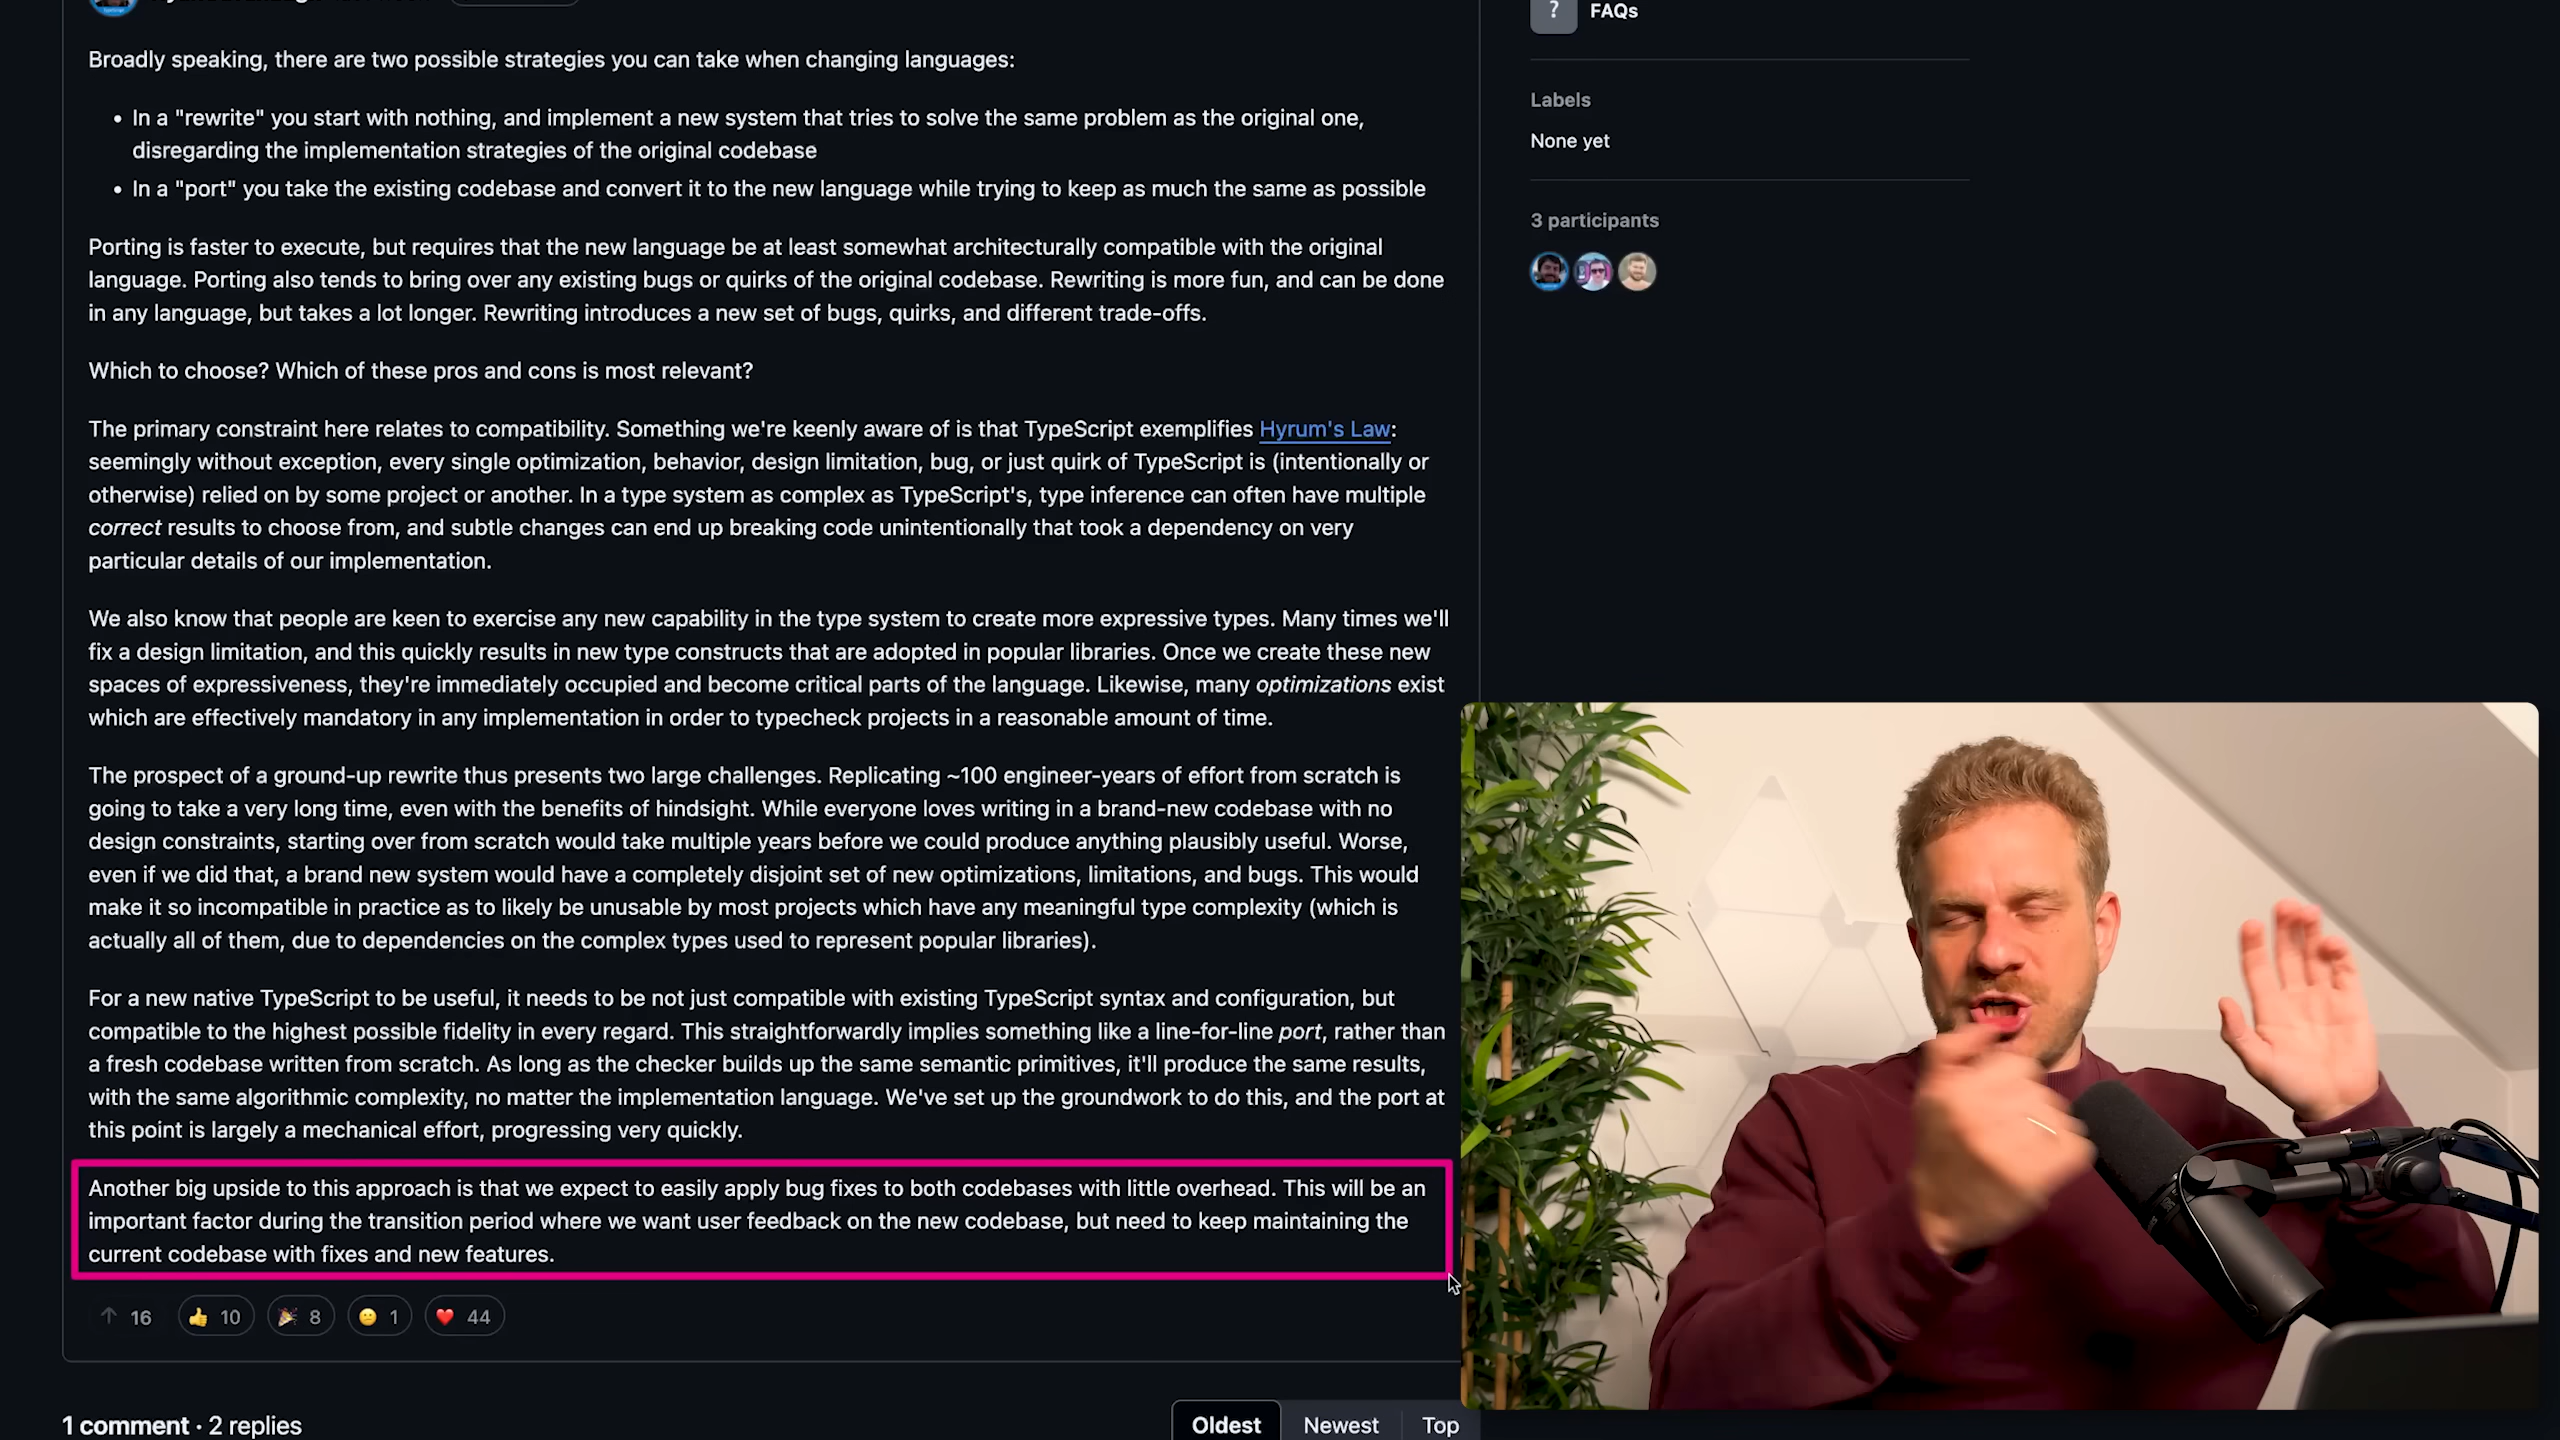 Broadly speaking, there are two possible strategies you can take when changing languages:
• In a "rewrite" you start with nothing, and implement a new system that tries to solve the same problem as the original one,
disregarding the implementation strategies of the original codebase
• In a "port" you take the existing codebase and convert it to the new language while trying to keep as much the same as possible
Porting is faster to execute, but requires that the new language be at least somewhat architecturally compatible with the original
language. Porting also tends to bring over any existing bugs or quirks of the original codebase. Rewriting is more fun, and can be done
in any language, but takes a lot longer. Rewriting introduces a new set of bugs, quirks, and different trade-offs.
Which to choose? Which of these pros and cons is most relevant?
The primary constraint here relates to compatibility. Something we're keenly aware of is that TypeScript exemplifies Hyrum's Law:
seemingly without exception, every single optimization, behavior, design limitation, bug, or just quirk of TypeScript is (intentionally or
otherwise) relied on by some project or another. In a type system as complex as TypeScript's, type inference can often have multiple
correct results to choose from, and subtle changes can end up breaking code unintentionally that took a dependency on very
particular details of our implementation.
We also know that people are keen to exercise any new capability in the type system to create more expressive types. Many times we'll
fix a design limitation, and this quickly results in new type constructs that are adopted in popular libraries. Once we create these new
spaces of expressiveness, they're immediately occupied and become critical parts of the language. Likewise, many optimizations exist
which are effectively mandatory in any implementation in order to typecheck projects in a reasonable amount of time.
The prospect of a ground-up rewrite thus presents two large challenges. Replicating ~100 engineer-years of effort from scratch is
going to take a very long time, even with the benefits of hindsight. While everyone loves writing in a brand-new codebase with no
design constraints, starting over from scratch would take multiple years before we could produce anything plausibly useful. Worse,
even if we did that, a brand new system would have a completely disjoint set of new optimizations, limitations, and bugs. This would
make it so incompatible in practice as to likely be unusable by most projects which have any meaningful type complexity (which is
actually all of them, due to dependencies on the complex types used to represent popular libraries).
For a new native TypeScript to be useful, it needs to be not just compatible with existing TypeScript syntax and configuration, but
compatible to the highest possible fidelity in every regard. This straightforwardly implies something like a line-for-line port, rather than
a fresh codebase written from scratch. As long as the checker builds up the same semantic primitives, it'll produce the same results,
with the same algorithmic complexity, no matter the implementation language. We've set up the groundwork to do this, and the port at
this point is largely a mechanical effort, progressing very quickly.
Another big upside to this approach is that we expect to easily apply bug fixes to both codebases with little overhead. This will be an
important factor during the transition period where we want user feedback on the new codebase, but need to keep maintaining the
current codebase with fixes and new features.
↑ 16 👍 10 🎉 8 😕 1 ❤️ 44
1 comment · 2 replies
Oldest Newest Top
? FAQs
Labels
None yet
3 participants